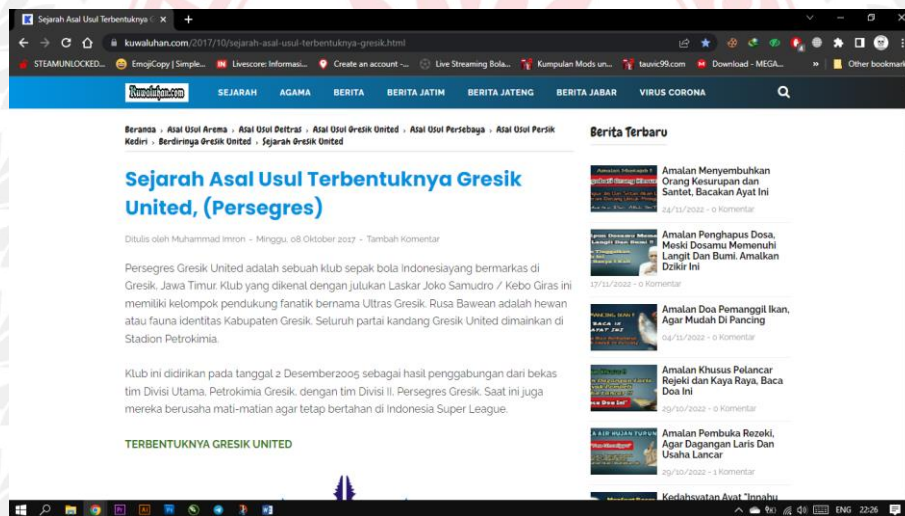 Sejarah Asal Usul Terbentuknya G
kuwaluhan.com/2017/10/sejarah-asal-usul-terbentuknya-gresik.html
STEAMUNLOCKED... EmojiCopy | Simple... Livescore: Informasi... Create an account -... Live Streaming Bola... Kumpulan Mods un... tauvic99.com Download - MEGA... » Other bookmark
Kuwaluhan.com SEJARAH AGAMA BERITA BERITA JATIM BERITA JATENG BERITA JABAR VIRUS CORONA
Beranda › Asal Usul Arema › Asal Usul Deltras › Asal Usul Gresik United › Asal Usul Persebaya › Asal Usul Persik
Kediri › Berdirinya Gresik United › Sejarah Gresik United
Sejarah Asal Usul Terbentuknya Gresik
United, (Persegres)
Ditulis oleh Muhammad Imron - Minggu, 08 Oktober 2017 - Tambah Komentar
Persegres Gresik United adalah sebuah klub sepak bola Indonesiayang bermarkas di
Gresik, Jawa Timur. Klub yang dikenal dengan julukan Laskar Joko Samudro / Kebo Giras ini
memiliki kelompok pendukung fanatik bernama Ultras Gresik. Rusa Bawean adalah hewan
atau fauna identitas Kabupaten Gresik. Seluruh partai kandang Gresik United dimainkan di
Stadion Petrokimia.
Klub ini didirikan pada tanggal 2 Desember2005 sebagai hasil penggabungan dari bekas
tim Divisi Utama, Petrokimia Gresik, dengan tim Divisi II, Persegres Gresik. Saat ini juga
mereka berusaha mati-matian agar tetap bertahan di Indonesia Super League.
TERBENTUKNYA GRESIK UNITED
Berita Terbaru
Amalan Menyembuhkan
Orang Kesurupan dan
Santet, Bacakan Ayat Ini
24/11/2022 - 0 Komentar
Amalan Penghapus Dosa,
Meski Dosamu Memenuhi
Langit Dan Bumi. Amalkan
Dzikir Ini
17/11/2022 - 0 Komentar
Amalan Doa Pemanggil Ikan,
Agar Mudah Di Pancing
04/11/2022 - 0 Komentar
Amalan Khusus Pelancar
Rejeki dan Kaya Raya, Baca
Doa Ini
29/10/2022 - 0 Komentar
Amalan Pembuka Rezeki,
Agar Dagangan Laris Dan
Usaha Lancar
29/10/2022 - 1 Komentar
Kedahsyatan Ayat "Innahu
ENG 22:26